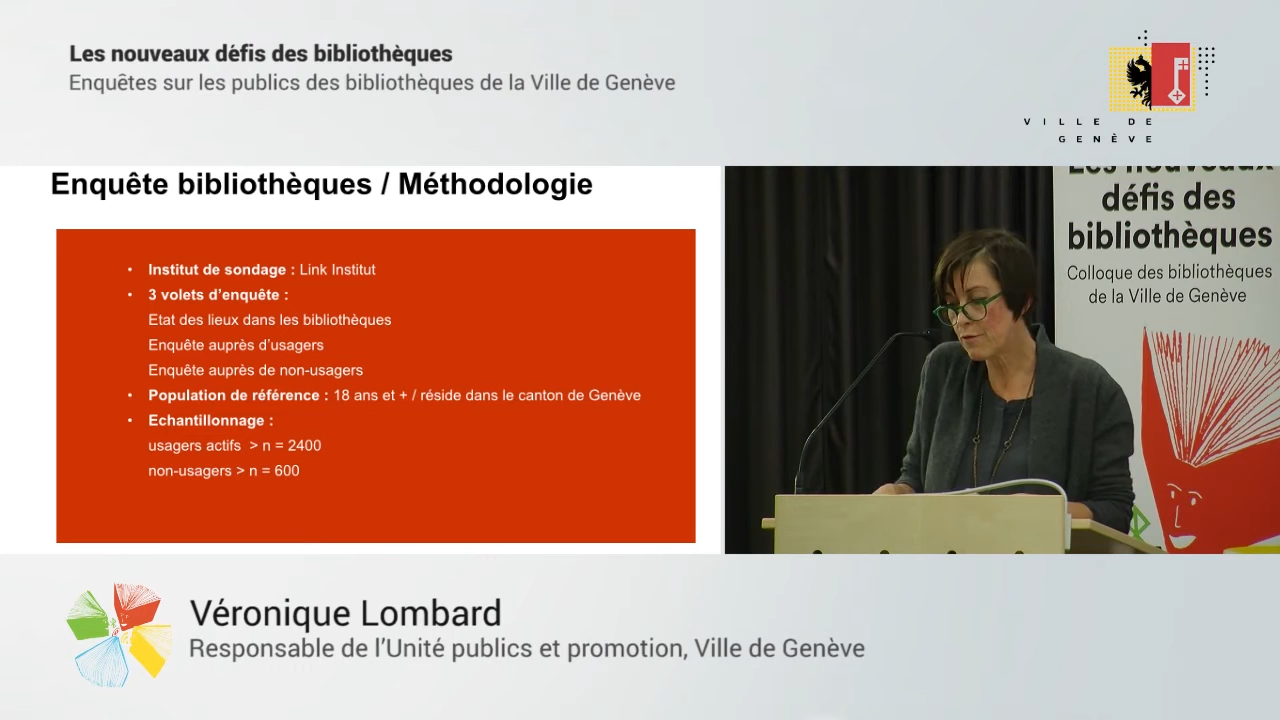 Les nouveaux défis des bibliothèques
Enquêtes sur les publics des bibliothèques de la Ville de Genève
VILLE DE
GENÈVE
Enquête bibliothèques / Méthodologie
• Institut de sondage : Link Institut
• 3 volets d'enquête :
Etat des lieux dans les bibliothèques
Enquête auprès d'usagers
Enquête auprès de non-usagers
• Population de référence : 18 ans et + / réside dans le canton de Genève
• Echantillonnage :
usagers actifs > n = 2400
non-usagers > n = 600
Les nouveaux
défis des
bibliothèques
Colloque des bibliothèques
de la Ville de Genève
Véronique Lombard
Responsable de l'Unité publics et promotion, Ville de Genève